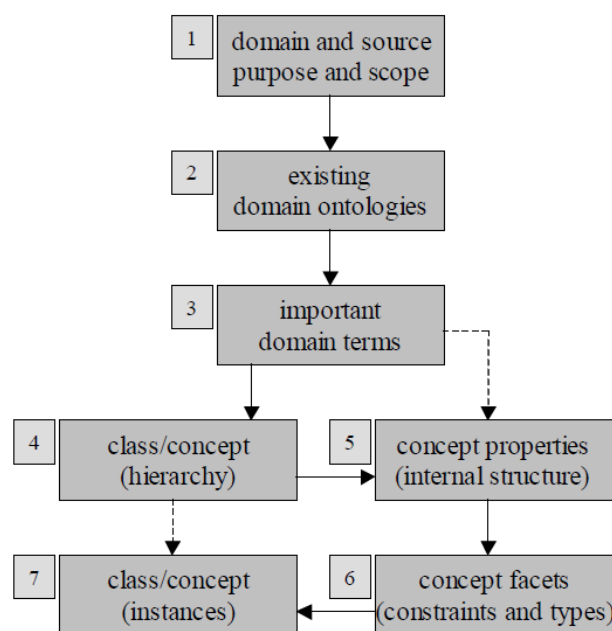 1
domain and source
purpose and scope
2
existing
domain ontologies
3
important
domain terms
4
class/concept
(hierarchy)
5
concept properties
(internal structure)
7
class/concept
(instances)
6
concept facets
(constraints and types)